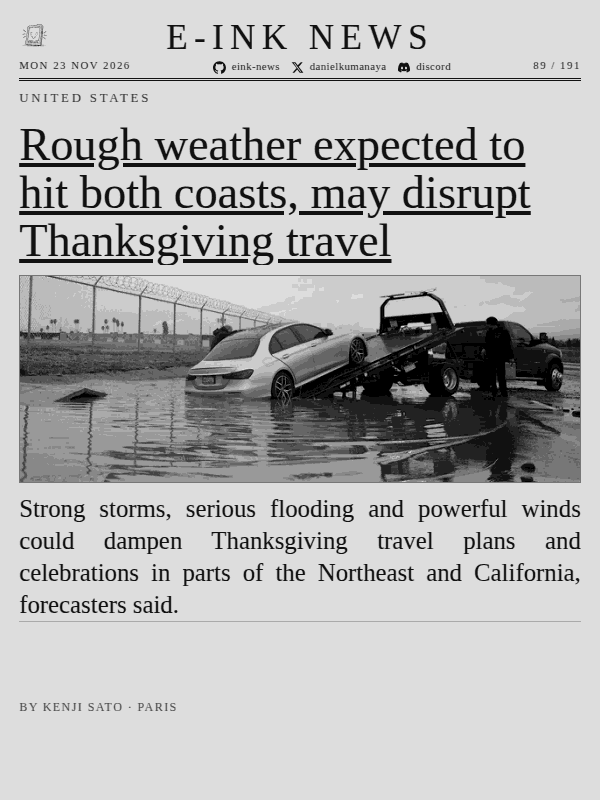 E-INK NEWS
MON 23 NOV 2026
eink-news
danielkumanaya
discord
89 / 191
UNITED STATES
Rough weather expected to
hit both coasts, may disrupt
Thanksgiving travel
Strong storms, serious flooding and powerful winds
could dampen Thanksgiving travel plans and
celebrations in parts of the Northeast and California,
forecasters said.
BY KENJI SATO · PARIS